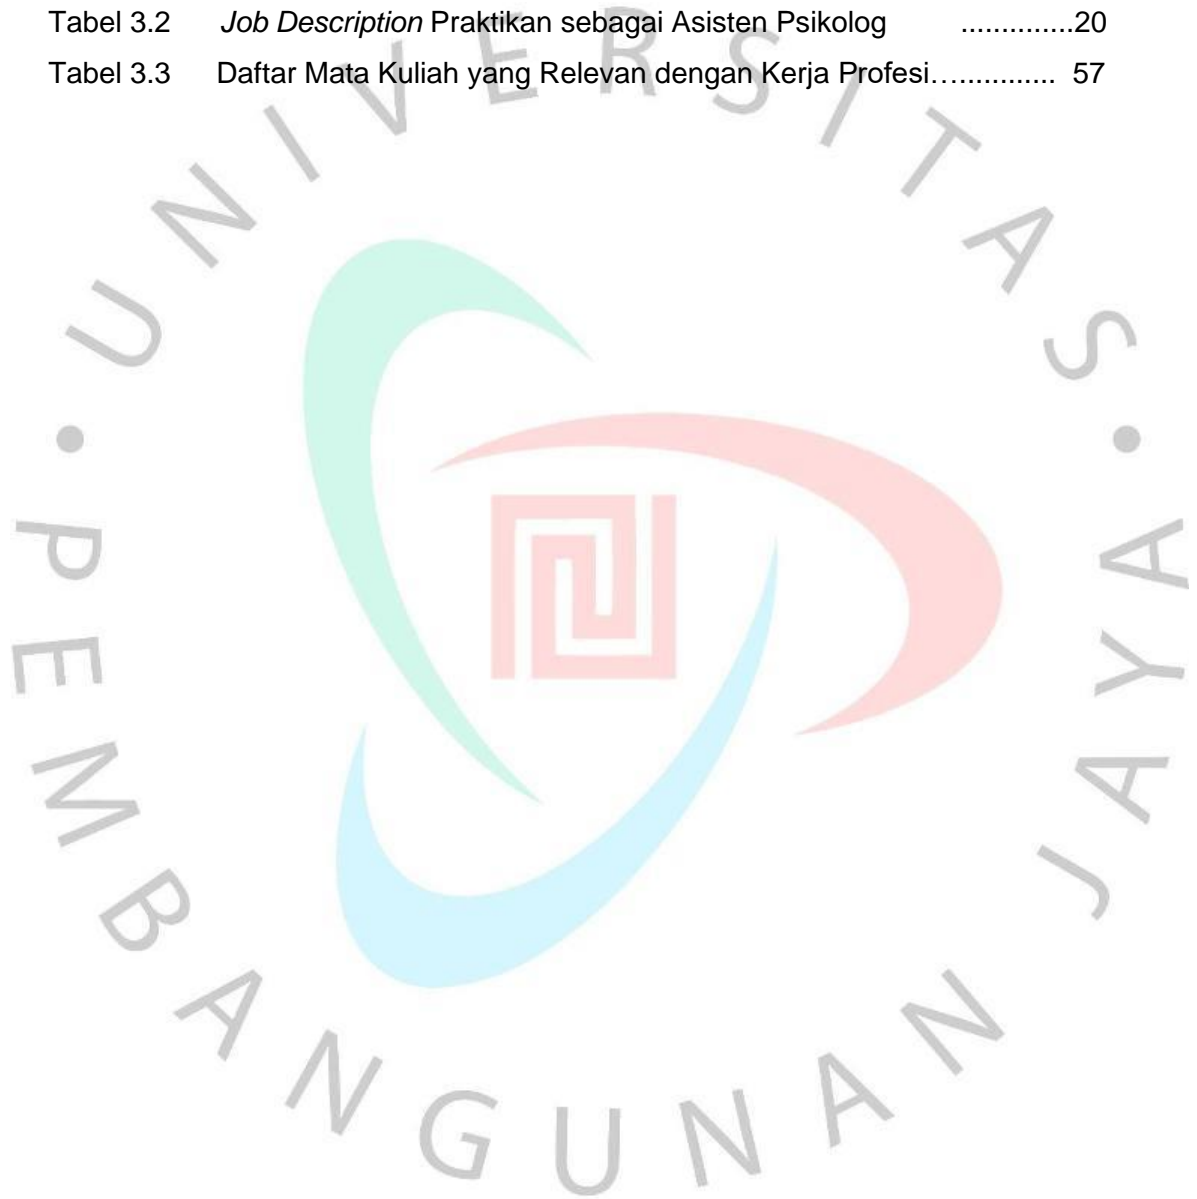 Tabel 3.2 Job Description Praktikan sebagai Asisten Psikolog ..............20
Tabel 3.3 Daftar Mata Kuliah yang Relevan dengan Kerja Profesi…............ 57
UNIVERSITAS • PEMBANGUNAN JAYA •